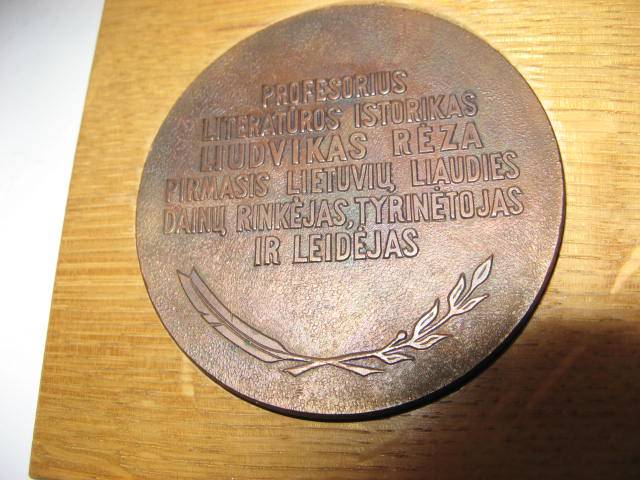 PROFESORIUS
LITERATŪROS ISTORIKAS
LIUDVIKAS RĖZA
PIRMASIS LIETUVIŲ LIAUDIES
DAINŲ RINKĖJAS, TYRINĖTOJAS
IR LEIDĖJAS